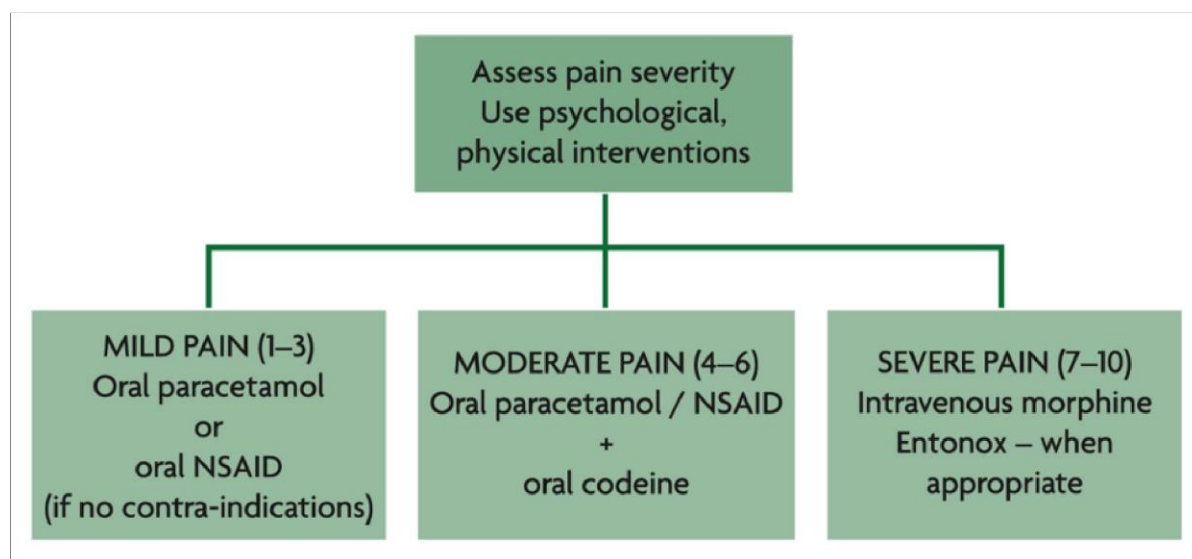 Assess pain severity
Use psychological,
physical interventions
MILD PAIN (1–3)
Oral paracetamol
or
oral NSAID
(if no contra-indications)
MODERATE PAIN (4–6)
Oral paracetamol / NSAID
+
oral codeine
SEVERE PAIN (7–10)
Intravenous morphine
Entonox – when
appropriate